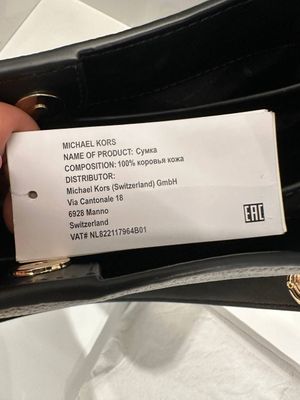 MICHAEL KORS
NAME OF PRODUCT: Сумка
COMPOSITION: 100% коровья кожа
DISTRIBUTOR:
Michael Kors (Switzerland) GmbH
Via Cantonale 18
6928 Manno
Switzerland
VAT# NL822117964B01
EAC